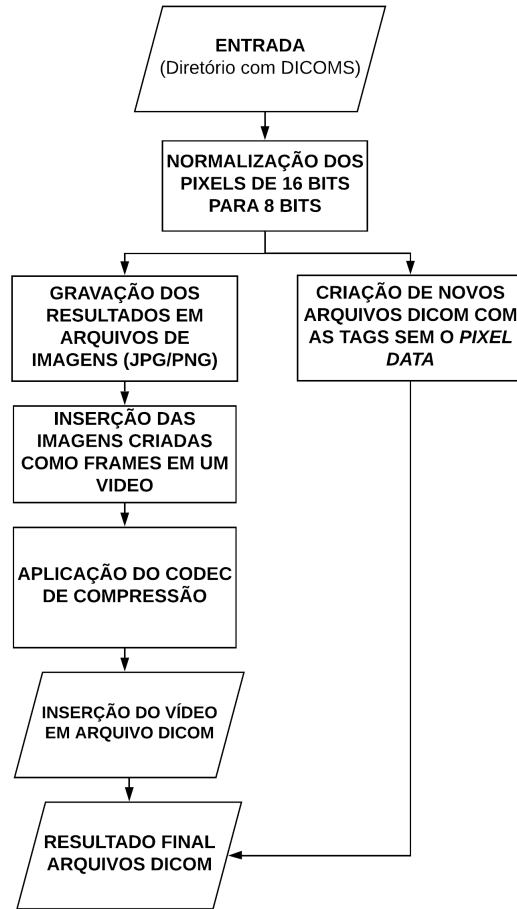 ENTRADA
(Diretório com DICOMS)
NORMALIZAÇÃO DOS
PIXELS DE 16 BITS
PARA 8 BITS
GRAVAÇÃO DOS
RESULTADOS EM
ARQUIVOS DE
IMAGENS (JPG/PNG)
CRIAÇÃO DE NOVOS
ARQUIVOS DICOM COM
AS TAGS SEM O PIXEL
DATA
INSERÇÃO DAS
IMAGENS CRIADAS
COMO FRAMES EM UM
VIDEO
APLICAÇÃO DO CODEC
DE COMPRESSÃO
INSERÇÃO DO VÍDEO
EM ARQUIVO DICOM
RESULTADO FINAL
ARQUIVOS DICOM